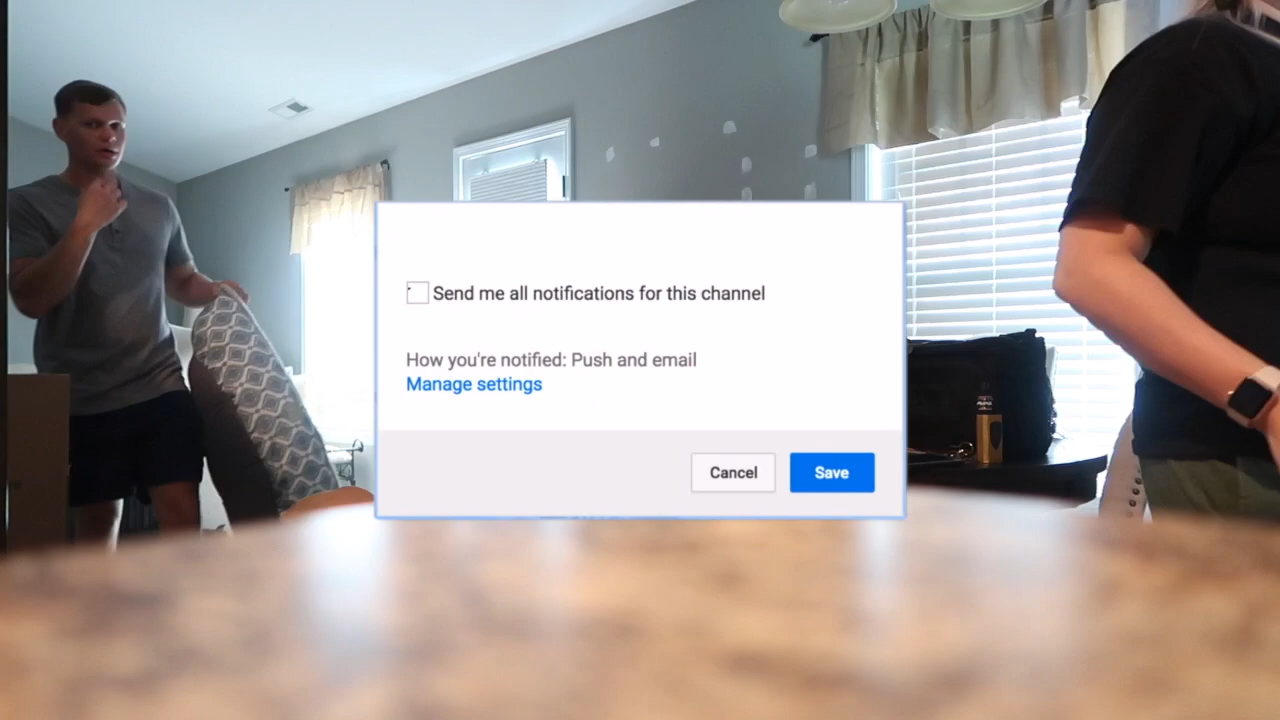 Send me all notifications for this channel
How you're notified: Push and email
Manage settings
Cancel
Save